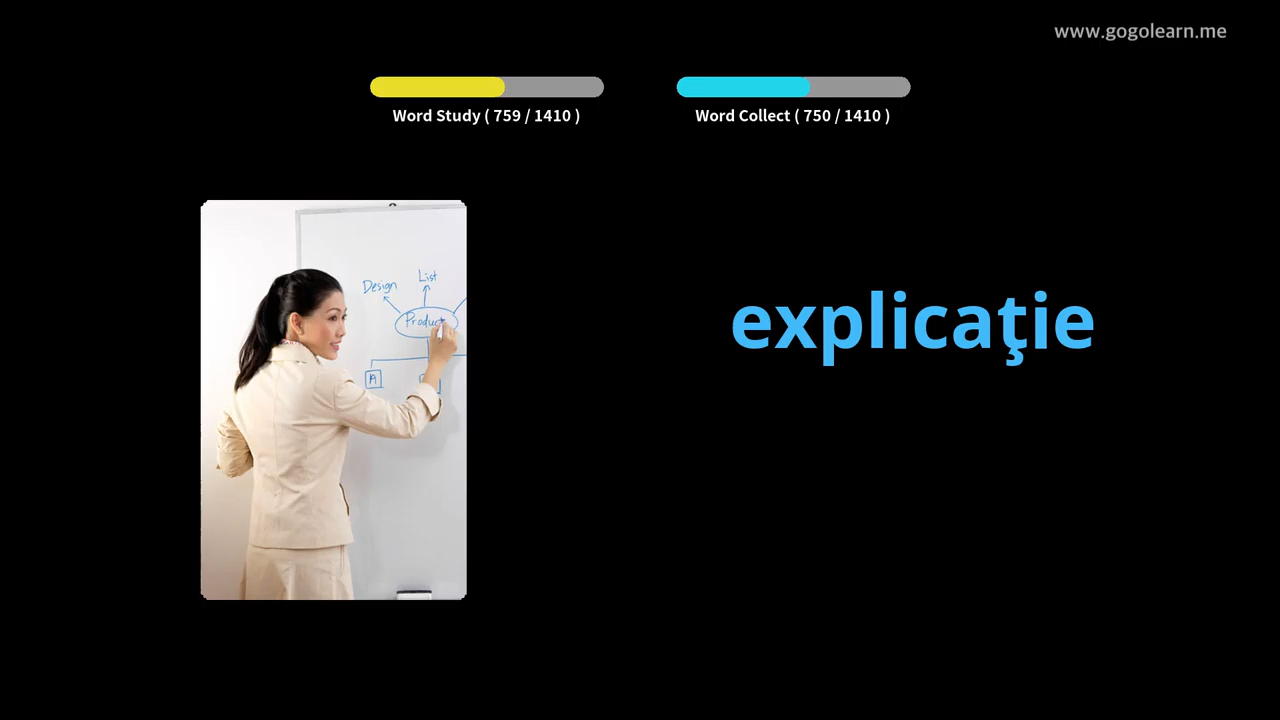 www.gogolearn.me
Word Study ( 759 / 1410 )
Word Collect ( 750 / 1410 )
Design
List
Product
A
explicaţie